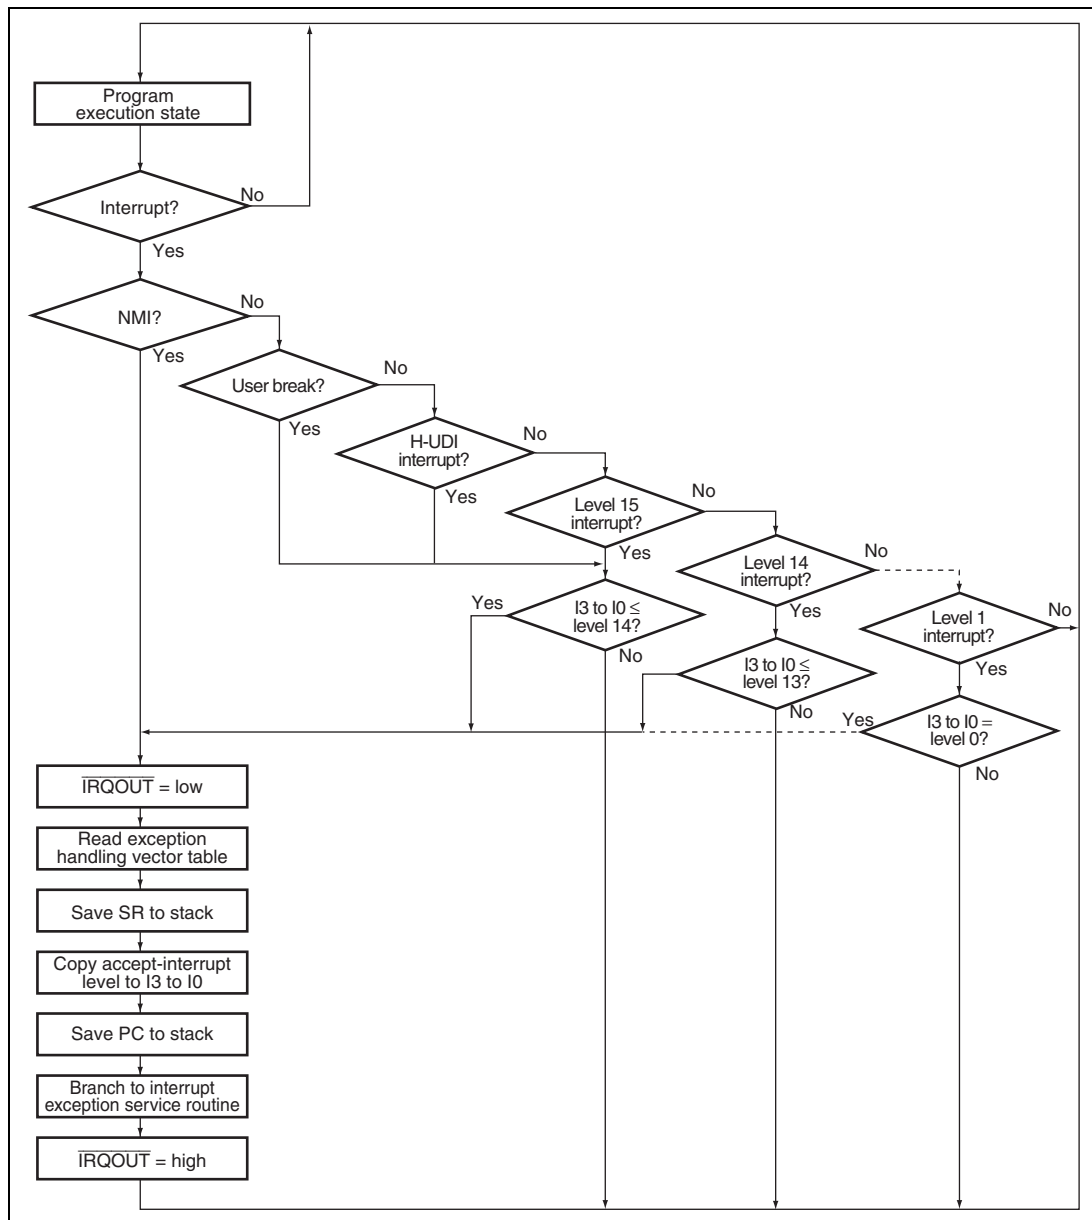 Program
execution state
Interrupt?
No
Yes
NMI?
No
Yes
User break?
No
Yes
H-UDI
interrupt?
No
Yes
Level 15
interrupt?
No
Yes
Level 14
interrupt?
No
Yes
Level 1
interrupt?
No
Yes
I3 to I0 ≤
level 14?
Yes
No
I3 to I0 ≤
level 13?
No
I3 to I0 =
level 0?
Yes
No
IRQOUT = low
Read exception
handling vector table
Save SR to stack
Copy accept-interrupt
level to I3 to I0
Save PC to stack
Branch to interrupt
exception service routine
IRQOUT = high